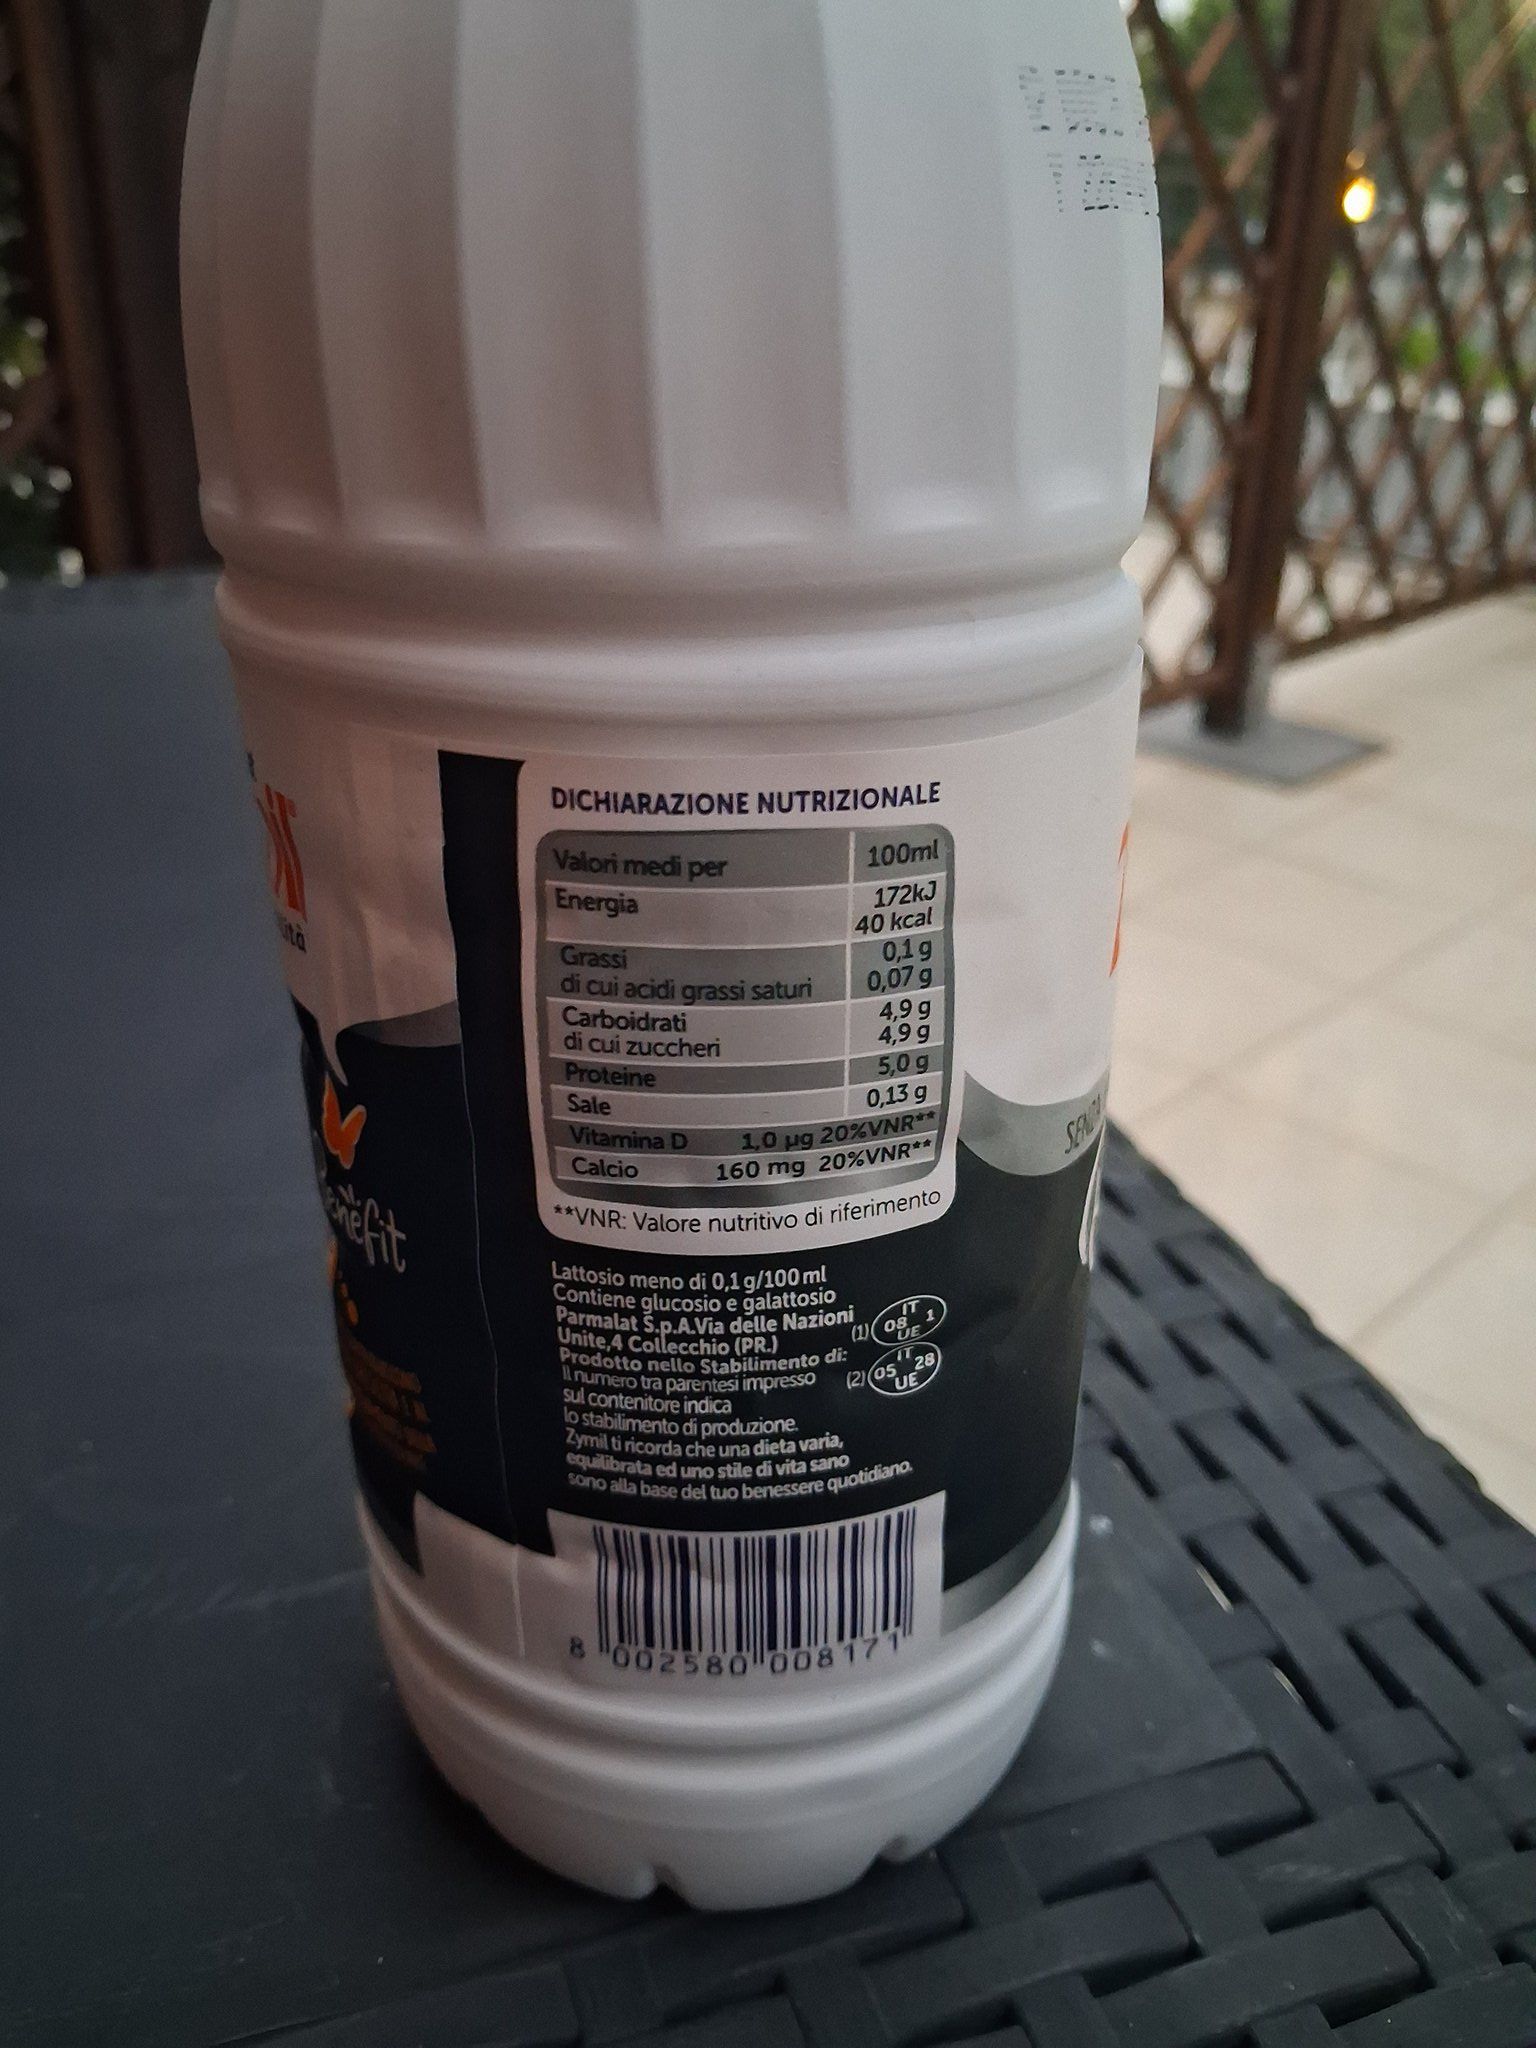 DICHIARAZIONE NUTRIZIONALE
Valori medi per 100ml
Energia 172kJ
40 kcal
Grassi 0,1 g
di cui acidi grassi saturi 0,07 g
Carboidrati 4,9 g
di cui zuccheri 4,9 g
Proteine 5,0 g
Sale 0,13 g
Vitamina D 1,0 µg 20%VNR**
Calcio 160 mg 20%VNR**
**VNR: Valore nutritivo di riferimento
Lattosio meno di 0,1 g/100 ml
Contiene glucosio e galattosio
Parmalat S.p.A.Via delle Nazioni
Unite,4 Collecchio (PR.)
Prodotto nello Stabilimento di:
Il numero tra parentesi impresso
sul contenitore indica
lo stabilimento di produzione.
Zymil ti ricorda che una dieta varia,
equilibrata ed uno stile di vita sano
sono alla base del tuo benessere quotidiano.
(1) IT
08 1
UE
(2) IT
05 28
UE
8 002580 008171
Benefit
SENZA